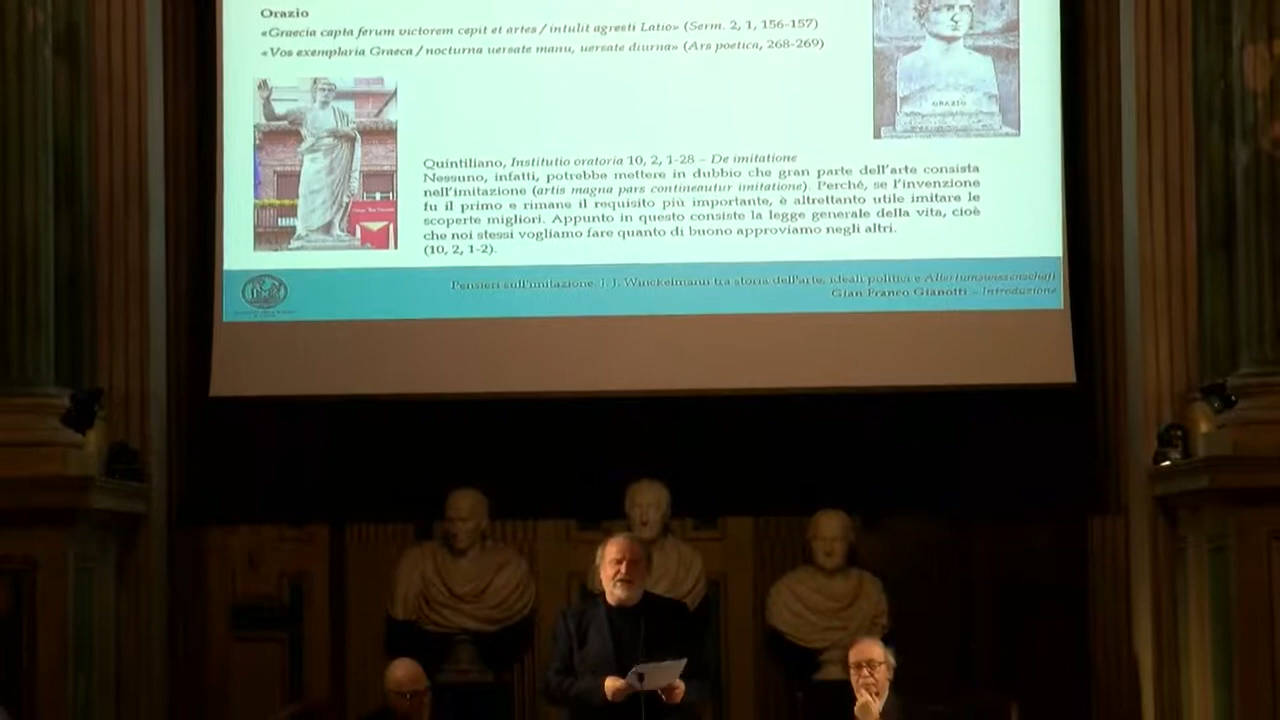 Orazio
«Graecia capta ferum victorem cepit et artes / intulit agresti Latio» (Serm. 2, 1, 156-157)
«Vos exemplaria Graeca / nocturna uersate manu, uersate diurna» (Ars poetica, 268-269)
ORAZIO
Quintiliano, Institutio oratoria 10, 2, 1-28 – De imitatione
Nessuno, infatti, potrebbe mettere in dubbio che gran parte dell'arte consista
nell'imitazione (artis magna pars contineatur imitatione). Perché, se l'invenzione
fu il primo e rimane il requisito più importante, è altrettanto utile imitare le
scoperte migliori. Appunto in questo consiste la legge generale della vita, cioè
che noi stessi vogliamo fare quanto di buono approviamo negli altri.
(10, 2, 1-2).
Pensieri sull'imitazione. J. J. Winckelmann tra storia dell'arte, ideali politici e Altertumswissenschaft
Gian Franco Gianotti – Introduzione